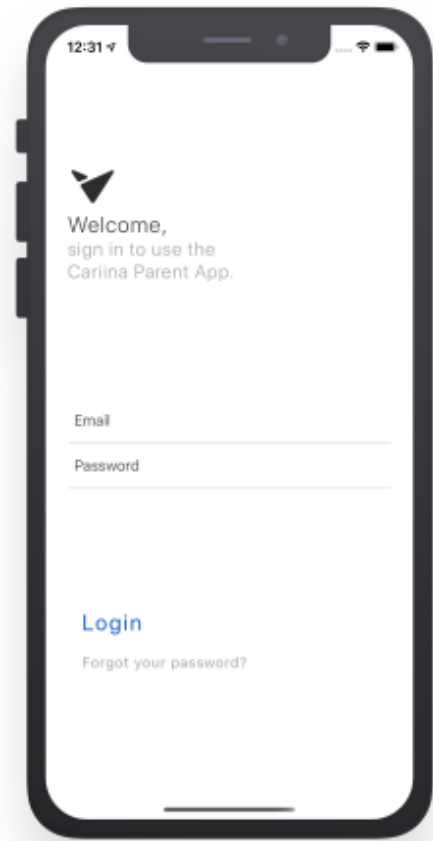 12:31
Welcome,
sign in to use the
Cariina Parent App.
Email
Password
Login
Forgot your password?